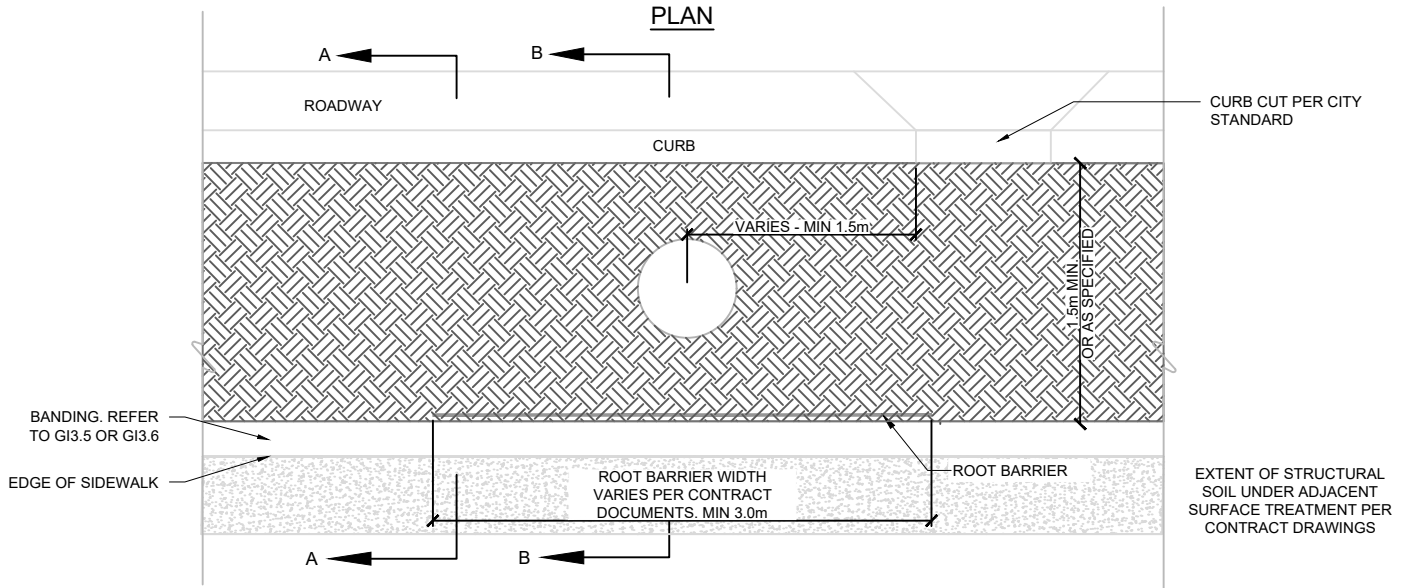 PLAN
A
B
ROADWAY
CURB CUT PER CITY
STANDARD
CURB
VARIES - MIN 1.5m
1.5m MIN
OR AS SPECIFIED
BANDING. REFER
TO GI3.5 OR GI3.6
EDGE OF SIDEWALK
ROOT BARRIER WIDTH
VARIES PER CONTRACT
DOCUMENTS. MIN 3.0m
ROOT BARRIER
EXTENT OF STRUCTURAL
SOIL UNDER ADJACENT
SURFACE TREATMENT PER
CONTRACT DRAWINGS
A
B